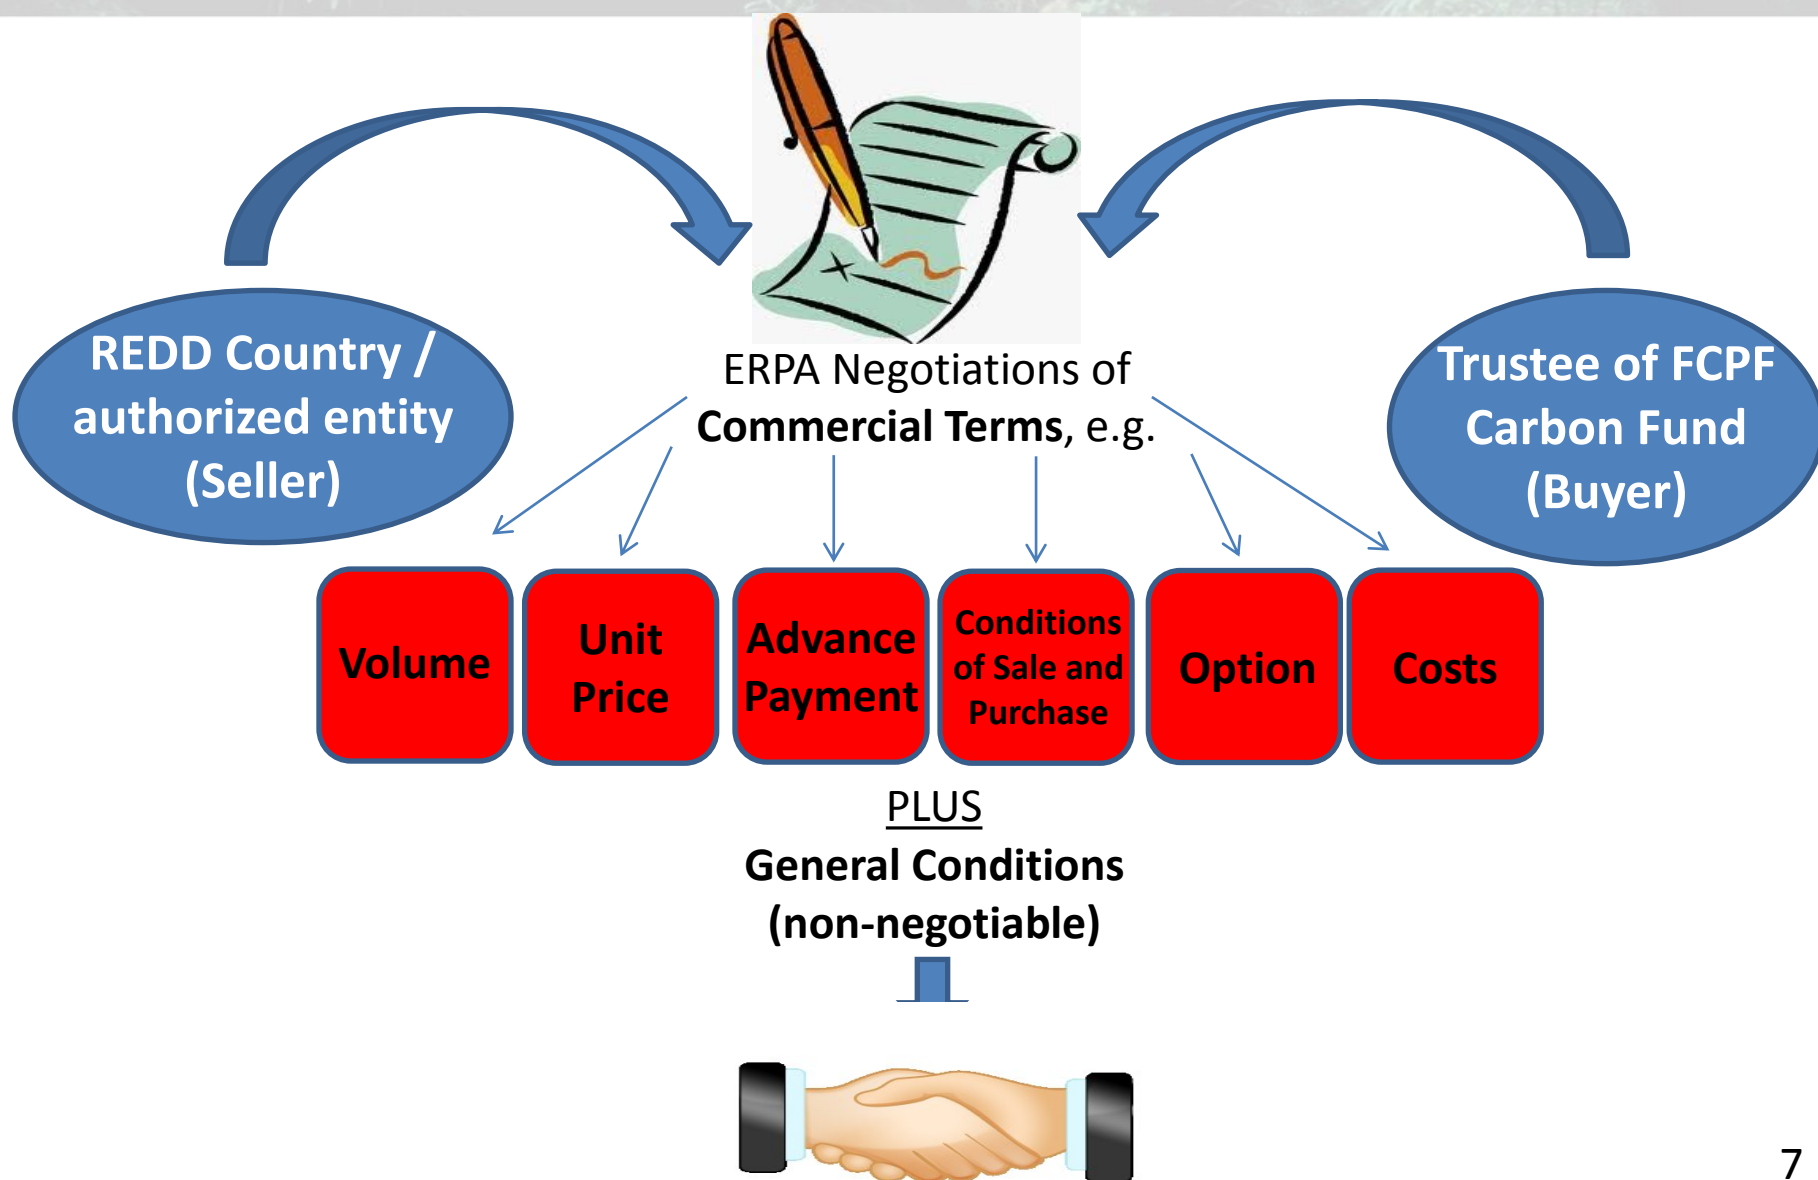 REDD Country /
authorized entity
(Seller)
ERPA Negotiations of
Commercial Terms, e.g.
Trustee of FCPF
Carbon Fund
(Buyer)
Volume
Unit
Price
Advance
Payment
Conditions
of Sale and
Purchase
Option
Costs
PLUS
General Conditions
(non-negotiable)
7